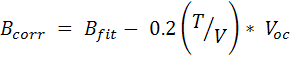 B_corr = B_fit − 0.2 (T/V) * V_oc